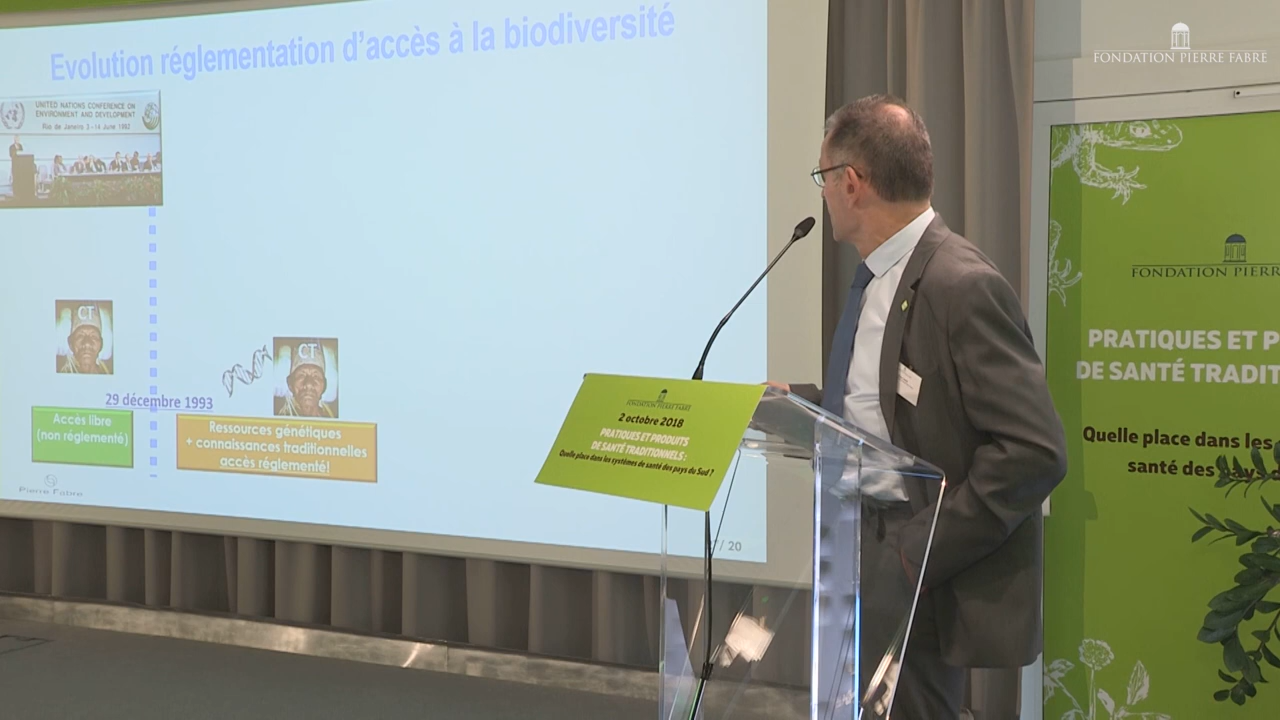 Evolution réglementation d'accès à la biodiversité
UNITED NATIONS CONFERENCE ON
ENVIRONMENT AND DEVELOPMENT
Rio de Janeiro 3-14 June 1992
CT
CT
29 décembre 1993
Accès libre
(non réglementé)
Ressources génétiques
+ connaissances traditionnelles
accès réglementé!
Pierre Fabre
/ 20
FONDATION PIERRE FABRE
2 octobre 2018
PRATIQUES ET PRODUITS
DE SANTÉ TRADITIONNELS :
Quelle place dans les systèmes de santé des pays du Sud ?
FONDATION PIERRE FABRE
FONDATION PIERR
PRATIQUES ET P
DE SANTÉ TRADIT
Quelle place dans les
santé des